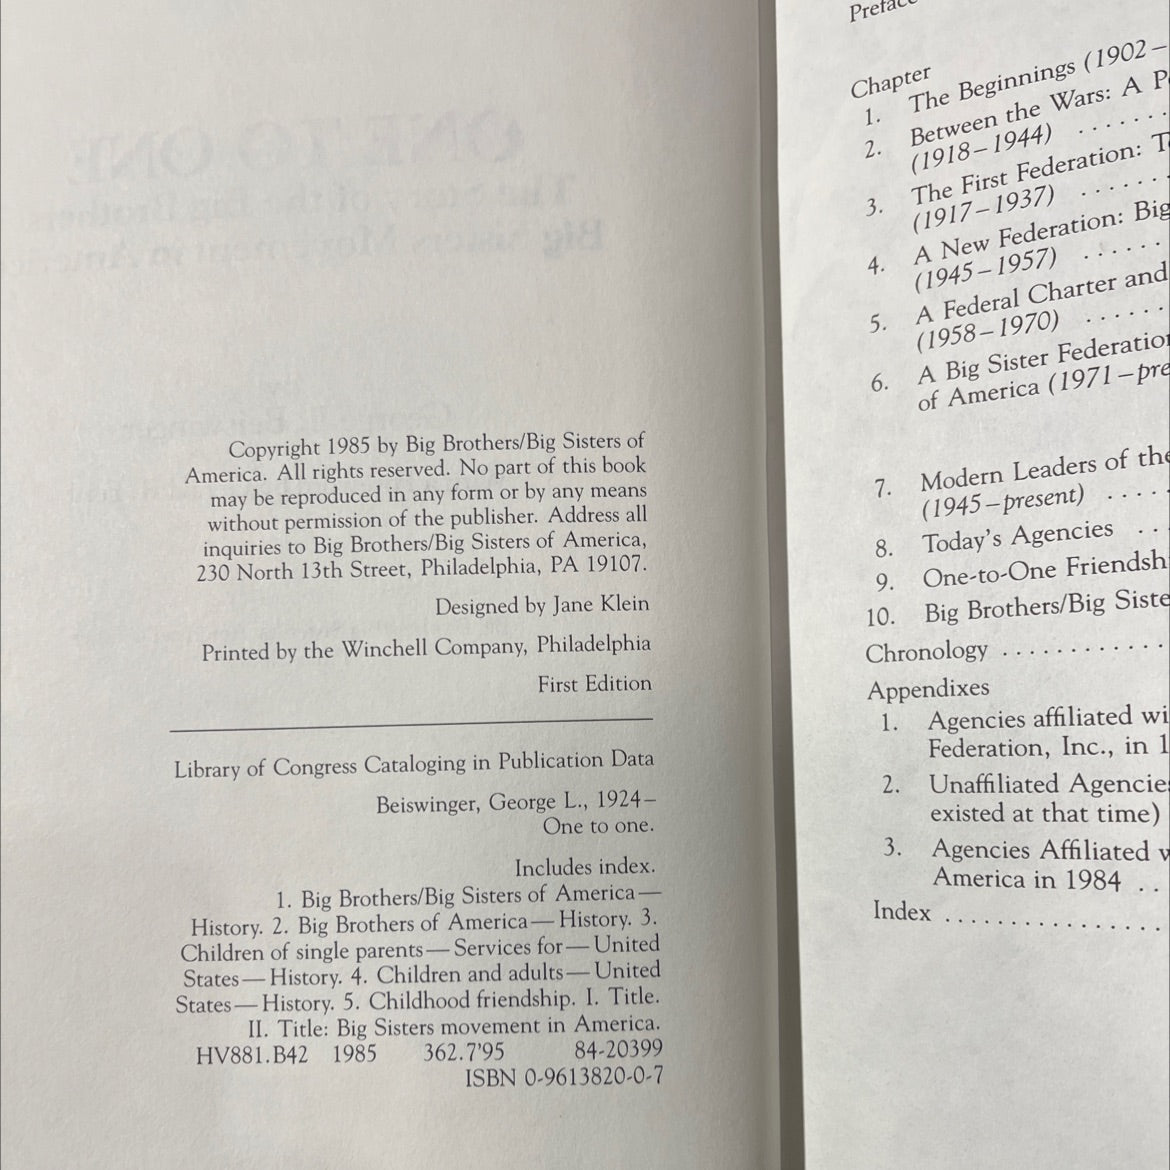 Copyright 1985 by Big Brothers/Big Sisters of
America. All rights reserved. No part of this book
may be reproduced in any form or by any means
without permission of the publisher. Address all
inquiries to Big Brothers/Big Sisters of America,
230 North 13th Street, Philadelphia, PA 19107.
Designed by Jane Klein
Printed by the Winchell Company, Philadelphia
First Edition
Library of Congress Cataloging in Publication Data
Beiswinger, George L., 1924–
One to one.
Includes index.
1. Big Brothers/Big Sisters of America—
History. 2. Big Brothers of America—History. 3.
Children of single parents—Services for—United
States—History. 4. Children and adults—United
States—History. 5. Childhood friendship. I. Title.
II. Title: Big Sisters movement in America.
HV881.B42 1985 362.7'95 84-20399
ISBN 0-9613820-0-7
Preface
Chapter
1. The Beginnings (1902–
2. Between the Wars: A P
(1918–1944) . . . . . . .
3. The First Federation: T
(1917–1937) . . . . . . .
4. A New Federation: Big
(1945–1957) . . . . . .
5. A Federal Charter and
(1958–1970) . . . . . .
6. A Big Sister Federation
of America (1971–pre
7. Modern Leaders of the
(1945–present) . . . . .
8. Today's Agencies . .
9. One-to-One Friendsh
10. Big Brothers/Big Siste
Chronology . . . . . . . . . . . .
Appendixes
1. Agencies affiliated wi
Federation, Inc., in 1
2. Unaffiliated Agencies
existed at that time)
3. Agencies Affiliated w
America in 1984 . .
Index . . . . . . . . . . . . . . .